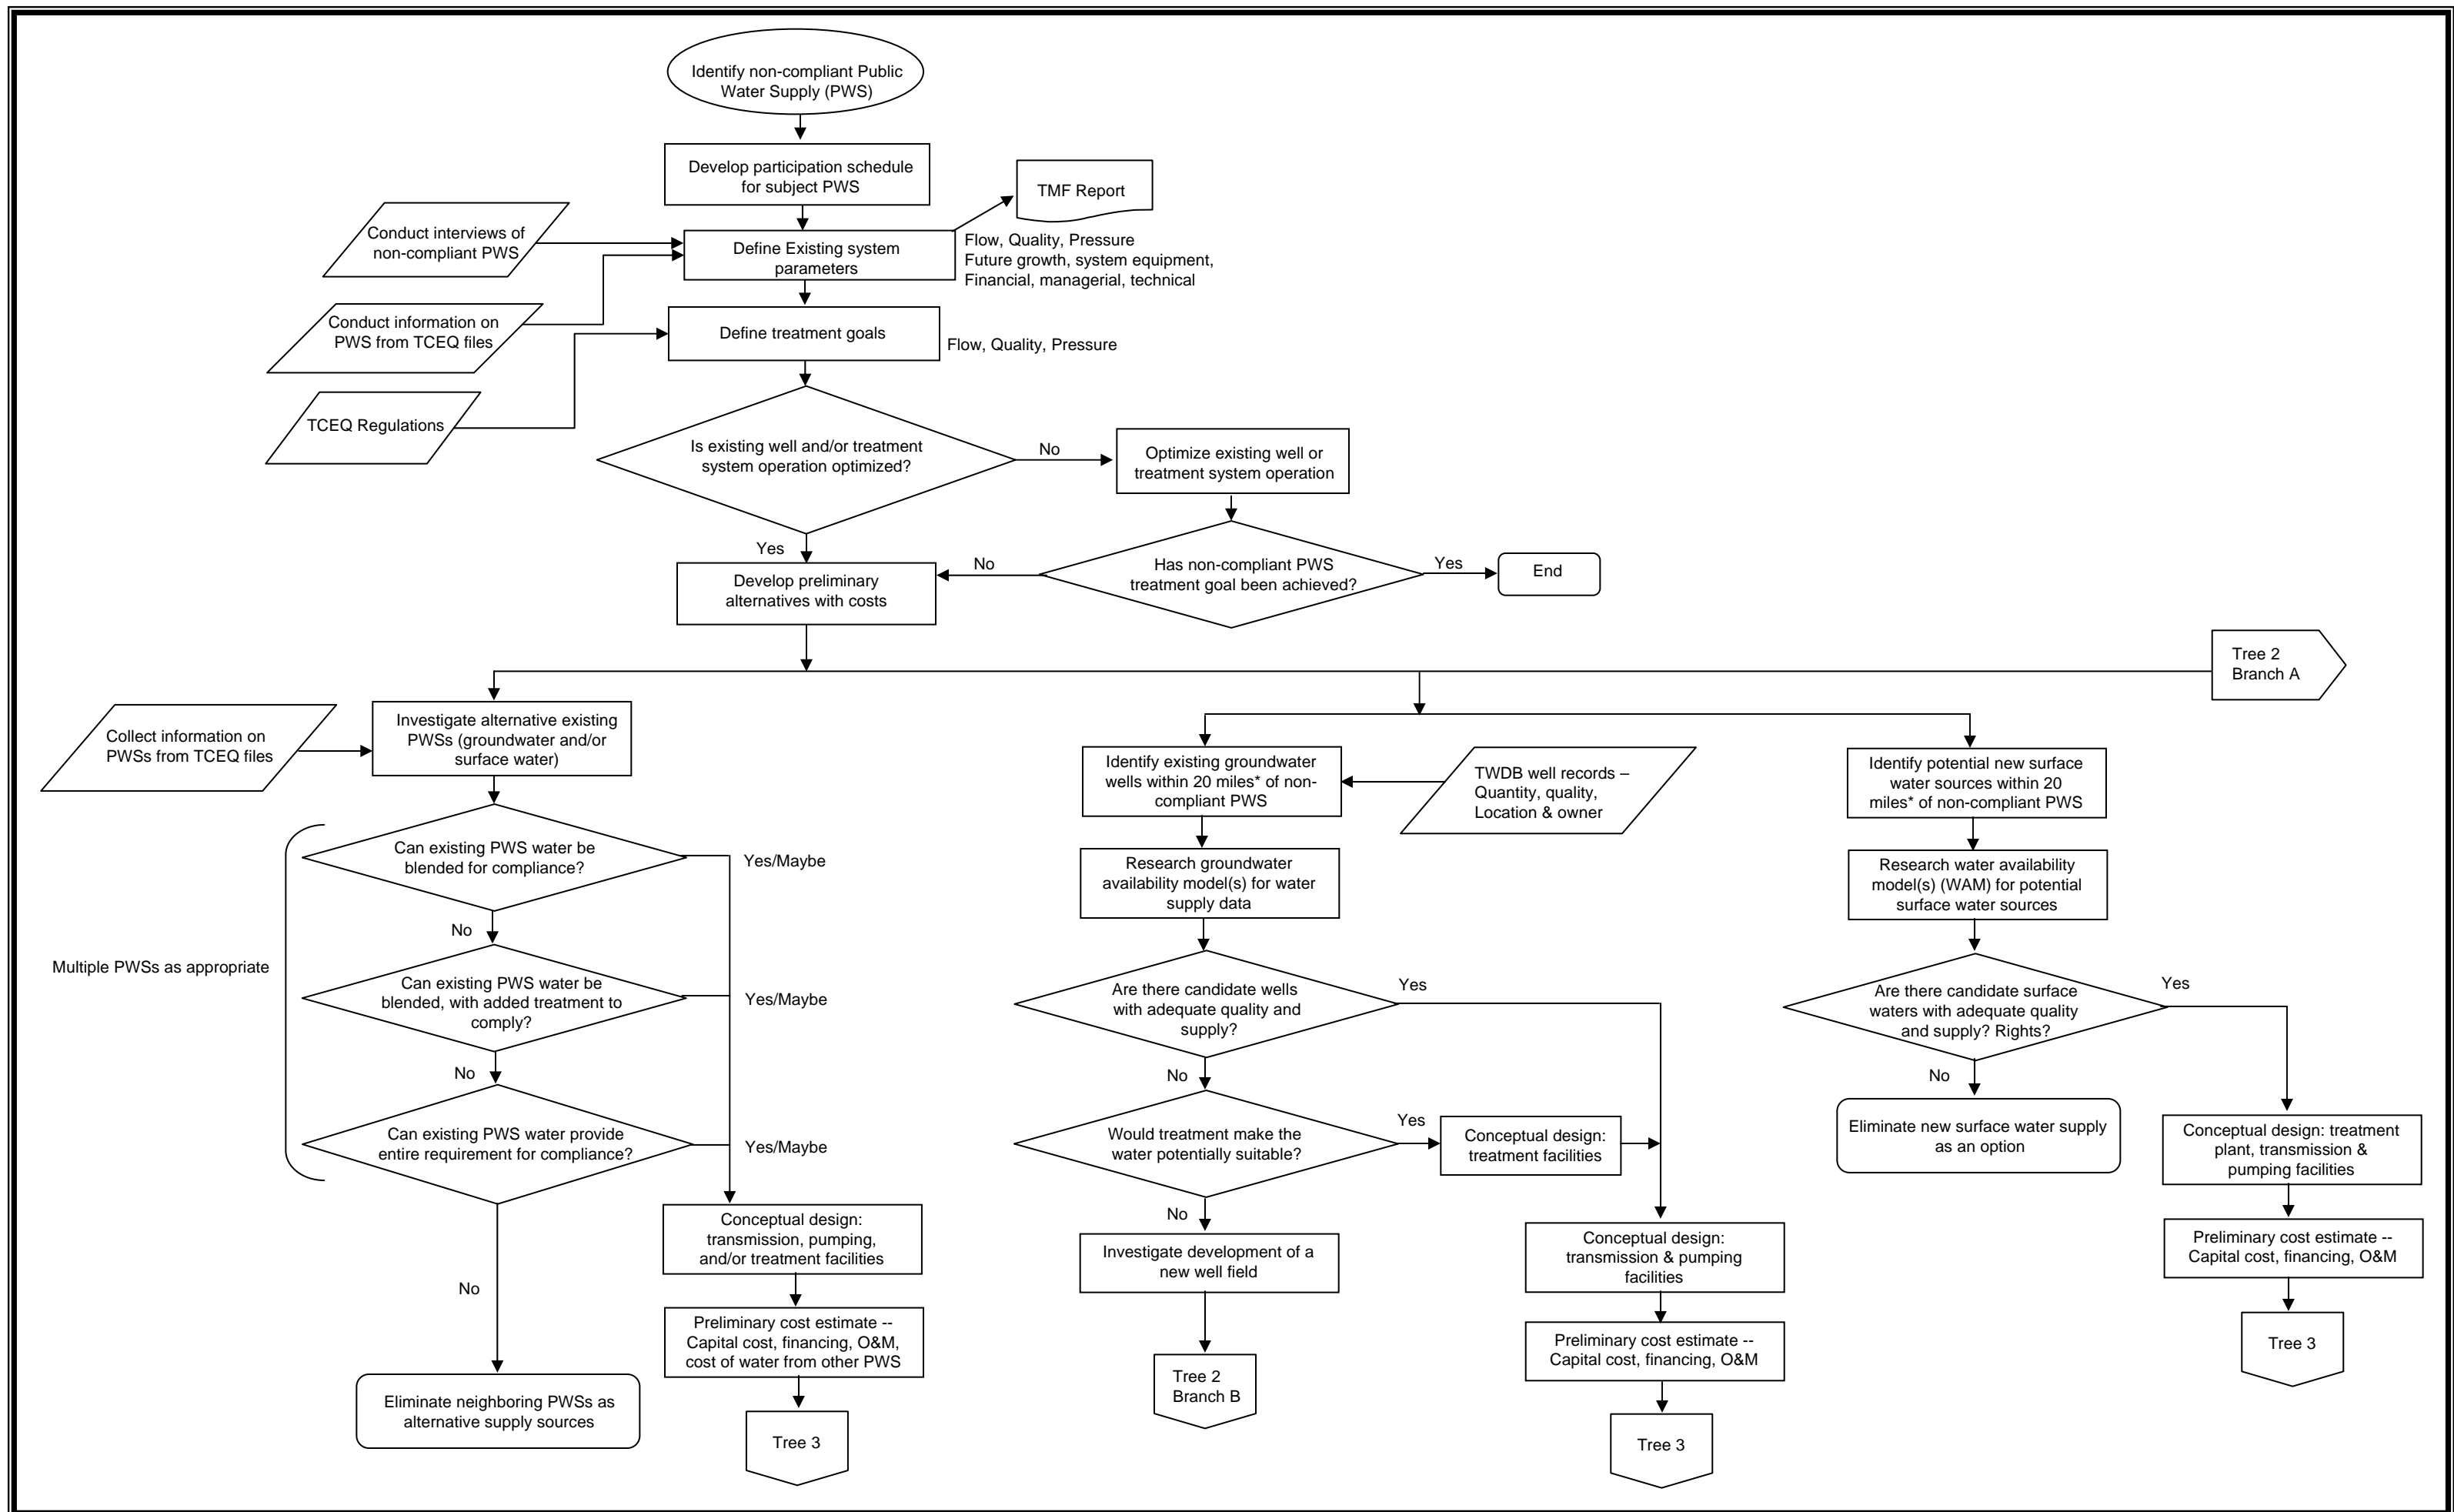 Identify non-compliant Public
Water Supply (PWS)
Develop participation schedule
for subject PWS
TMF Report
Conduct interviews of
non-compliant PWS
Define Existing system
parameters
Flow, Quality, Pressure
Future growth, system equipment,
Financial, managerial, technical
Conduct information on
PWS from TCEQ files
Define treatment goals
Flow, Quality, Pressure
TCEQ Regulations
Is existing well and/or treatment
system operation optimized?
No
Optimize existing well or
treatment system operation
Yes
Develop preliminary
alternatives with costs
No
Has non-compliant PWS
treatment goal been achieved?
Yes
End
Tree 2
Branch A
Collect information on
PWSs from TCEQ files
Investigate alternative existing
PWSs (groundwater and/or
surface water)
Can existing PWS water be
blended for compliance?
Yes/Maybe
No
Multiple PWSs as appropriate
Can existing PWS water be
blended, with added treatment to
comply?
Yes/Maybe
No
Can existing PWS water provide
entire requirement for compliance?
Yes/Maybe
No
Eliminate neighboring PWSs as
alternative supply sources
Conceptual design:
transmission, pumping,
and/or treatment facilities
Preliminary cost estimate --
Capital cost, financing, O&M,
cost of water from other PWS
Tree 3
Identify existing groundwater
wells within 20 miles* of non-
compliant PWS
TWDB well records –
Quantity, quality,
Location & owner
Research groundwater
availability model(s) for water
supply data
Are there candidate wells
with adequate quality and
supply?
Yes
No
Would treatment make the
water potentially suitable?
Yes
Conceptual design:
treatment facilities
No
Investigate development of a
new well field
Tree 2
Branch B
Conceptual design:
transmission & pumping
facilities
Preliminary cost estimate --
Capital cost, financing, O&M
Tree 3
Identify potential new surface
water sources within 20
miles* of non-compliant PWS
Research water availability
model(s) (WAM) for potential
surface water sources
Are there candidate surface
waters with adequate quality
and supply? Rights?
Yes
No
Eliminate new surface water supply
as an option
Conceptual design: treatment
plant, transmission &
pumping facilities
Preliminary cost estimate --
Capital cost, financing, O&M
Tree 3